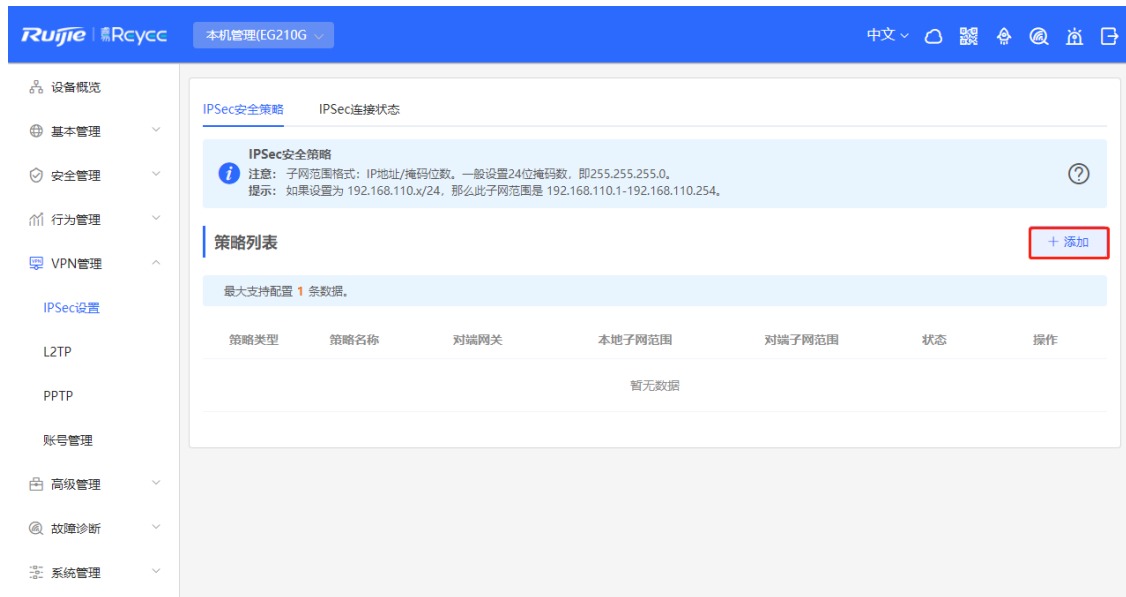 Ruijie | 睿易Rcycc
本机管理(EG210G
中文
设备概览
基本管理
安全管理
行为管理
VPN管理
IPSec设置
L2TP
PPTP
账号管理
高级管理
故障诊断
系统管理
IPSec安全策略 IPSec连接状态
IPSec安全策略
注意： 子网范围格式：IP地址/掩码位数。一般设置24位掩码数，即255.255.255.0。
提示： 如果设置为 192.168.110.x/24，那么此子网范围是 192.168.110.1-192.168.110.254。
策略列表
+ 添加
最大支持配置 1 条数据。
策略类型 策略名称 对端网关 本地子网范围 对端子网范围 状态 操作
暂无数据